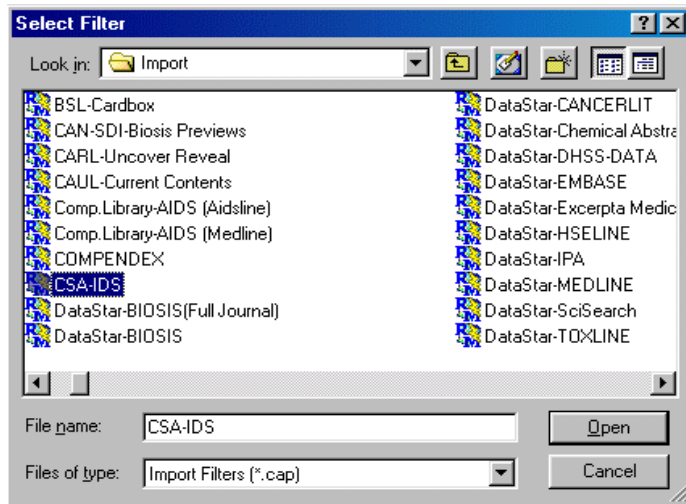 Select Filter
Look in: Import
BSL-Cardbox
CAN-SDI-Biosis Previews
CARL-Uncover Reveal
CAUL-Current Contents
Comp.Library-AIDS (Aidsline)
Comp.Library-AIDS (Medline)
COMPENDEX
CSA-IDS
DataStar-BIOSIS(Full Journal)
DataStar-BIOSIS
DataStar-CANCERLIT
DataStar-Chemical Abstra
DataStar-DHSS-DATA
DataStar-EMBASE
DataStar-Excerpta Medic
DataStar-HSELINE
DataStar-IPA
DataStar-MEDLINE
DataStar-SciSearch
DataStar-TOXLINE
File name: CSA-IDS Open
Files of type: Import Filters (*.cap) Cancel